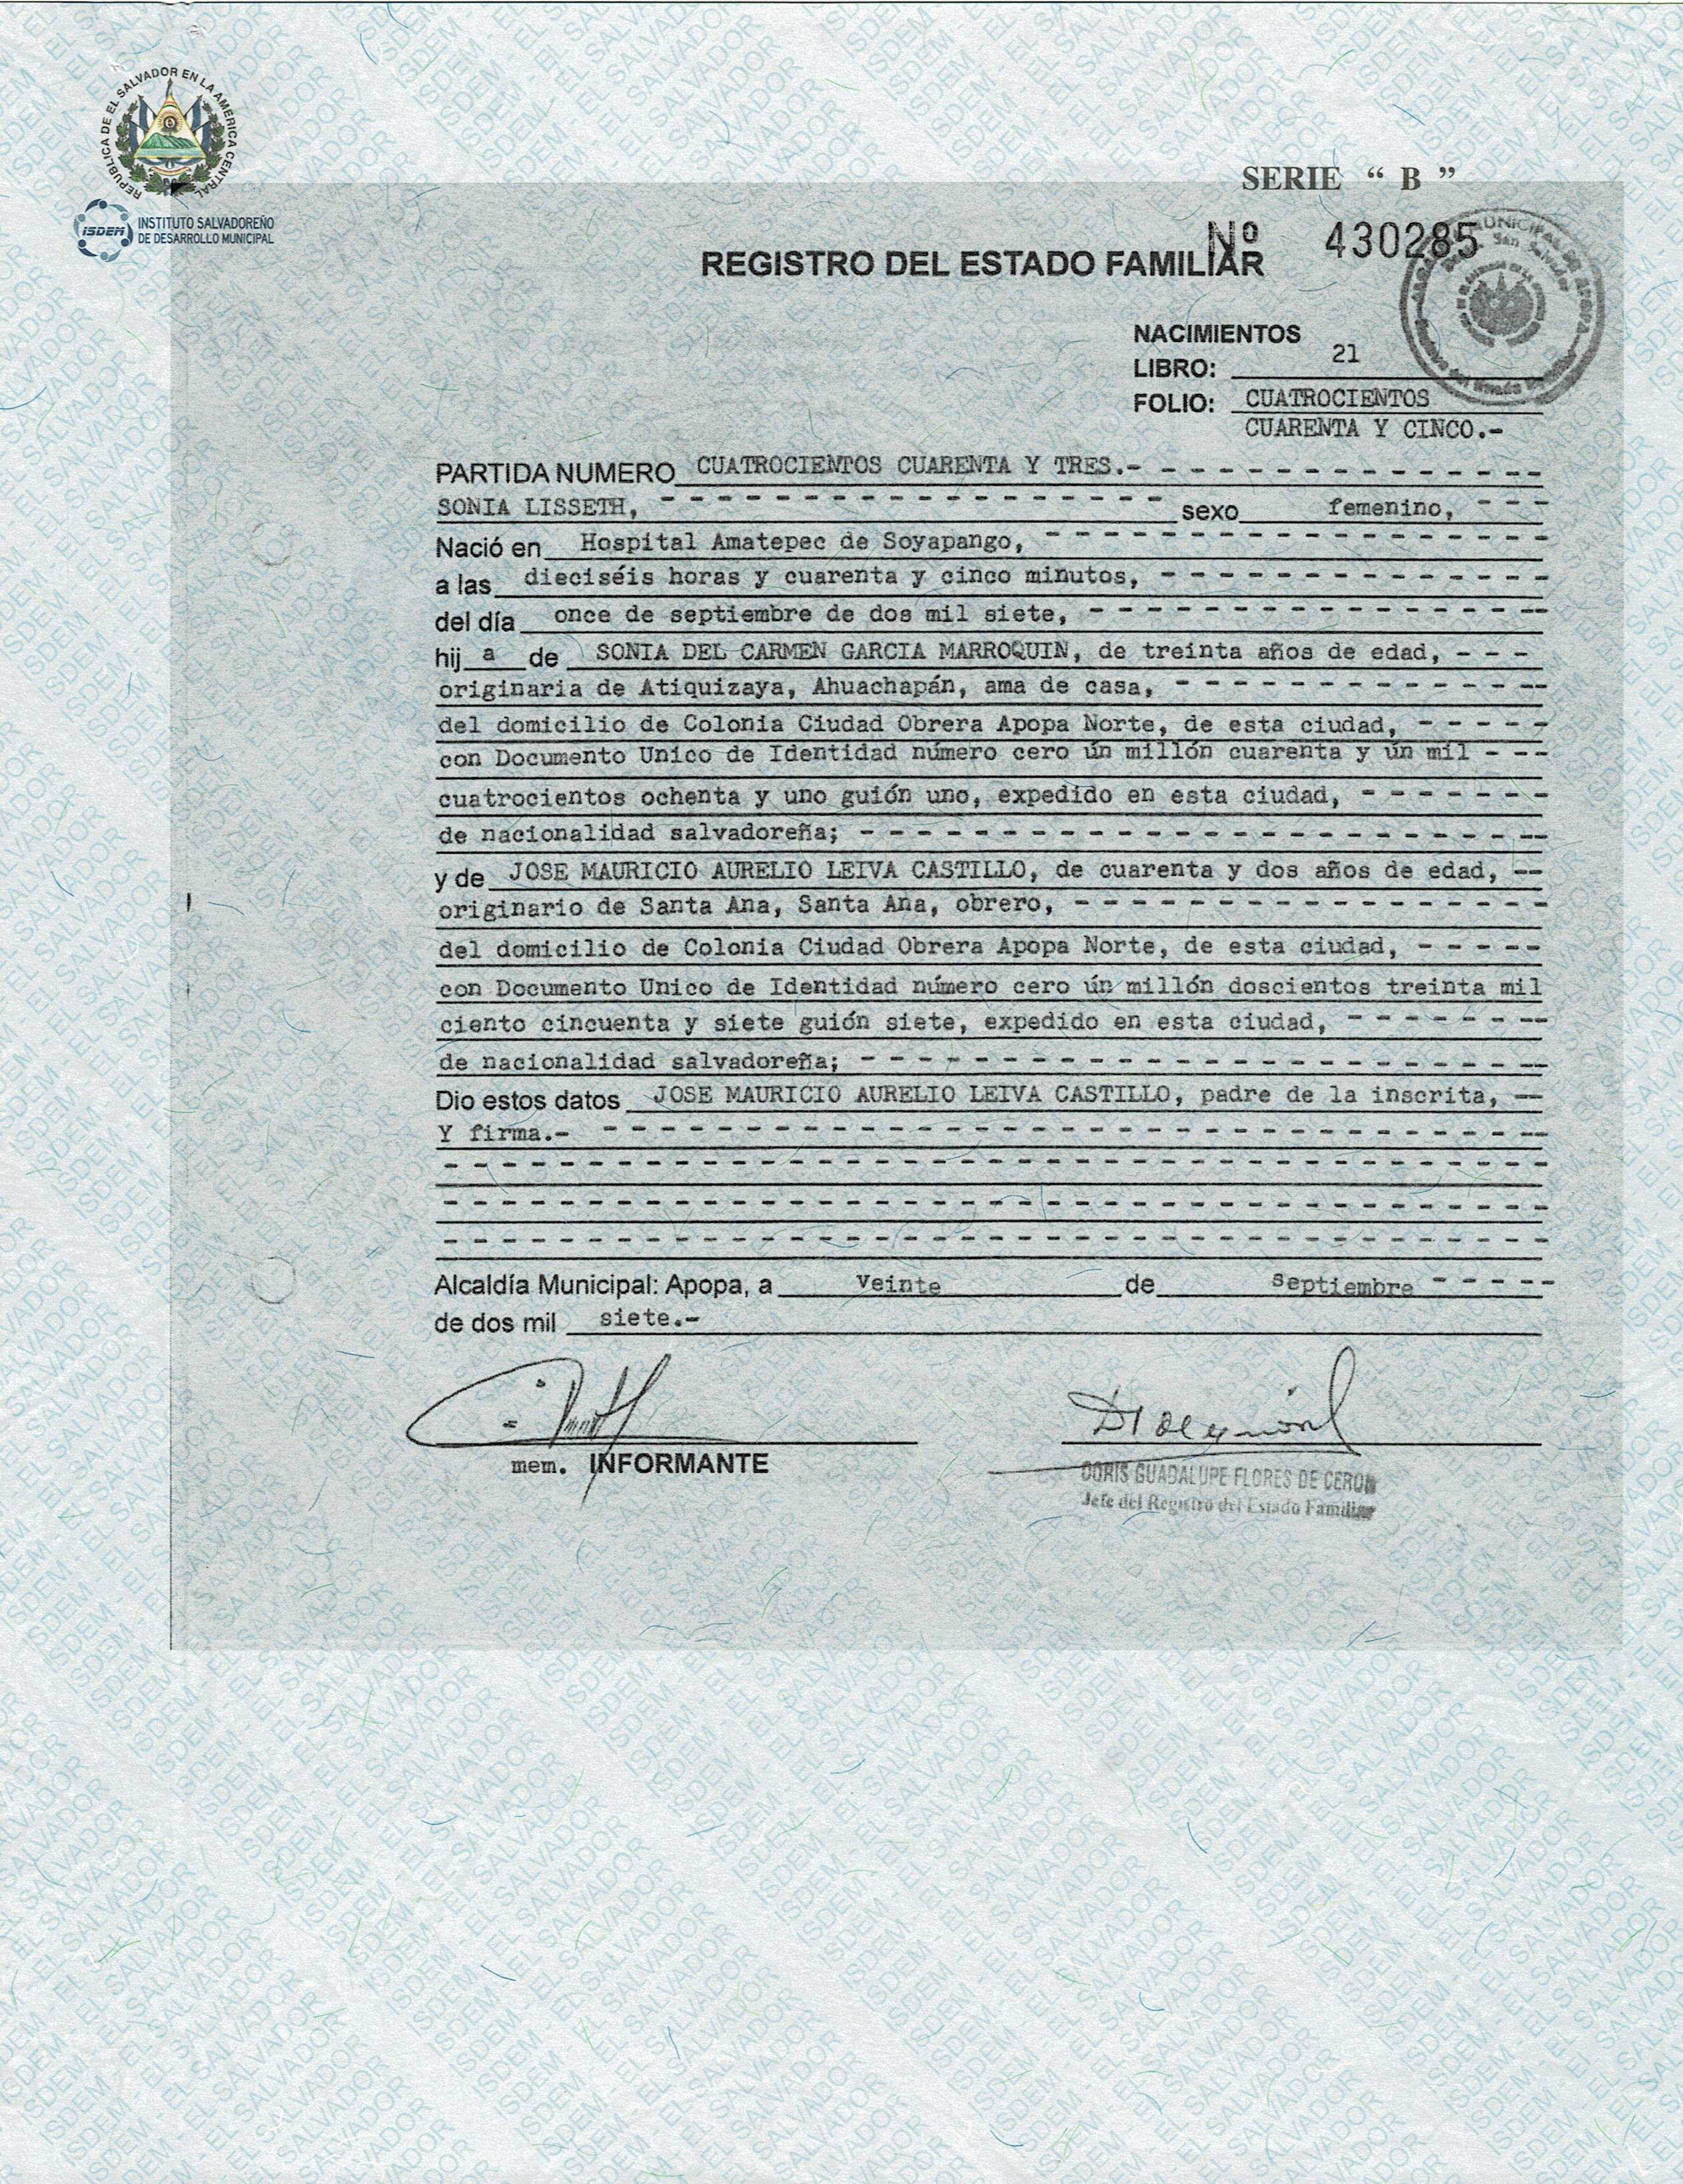 REPUBLICA DE EL SALVADOR EN LA AMÉRICA CENTRAL
ISDEM
INSTITUTO SALVADOREÑO
DE DESARROLLO MUNICIPAL
SERIE “ B ”
Nº 430285
REGISTRO DEL ESTADO FAMILIAR
NACIMIENTOS
LIBRO: 21
FOLIO: CUATROCIENTOS
CUARENTA Y CINCO.-
PARTIDA NUMERO CUATROCIENTOS CUARENTA Y TRES.-
SONIA LISSETH, sexo femenino,
Nació en Hospital Amatepec de Soyapango,
a las dieciséis horas y cuarenta y cinco minutos,
del día once de septiembre de dos mil siete,
hij a de SONIA DEL CARMEN GARCIA MARROQUIN, de treinta años de edad,
originaria de Atiquizaya, Ahuachapán, ama de casa,
del domicilio de Colonia Ciudad Obrera Apopa Norte, de esta ciudad,
con Documento Unico de Identidad número cero ún millón cuarenta y ún mil
cuatrocientos ochenta y uno guión uno, expedido en esta ciudad,
de nacionalidad salvadoreña;
y de JOSE MAURICIO AURELIO LEIVA CASTILLO, de cuarenta y dos años de edad,
originario de Santa Ana, Santa Ana, obrero,
del domicilio de Colonia Ciudad Obrera Apopa Norte, de esta ciudad,
con Documento Unico de Identidad número cero ún millón doscientos treinta mil
ciento cincuenta y siete guión siete, expedido en esta ciudad,
de nacionalidad salvadoreña;
Dio estos datos JOSE MAURICIO AURELIO LEIVA CASTILLO, padre de la inscrita,
Y firma.-
Alcaldía Municipal: Apopa, a veinte de septiembre
de dos mil siete.-
mem. INFORMANTE
DORIS GUADALUPE FLORES DE CERON
Jefe del Registro del Estado Familiar